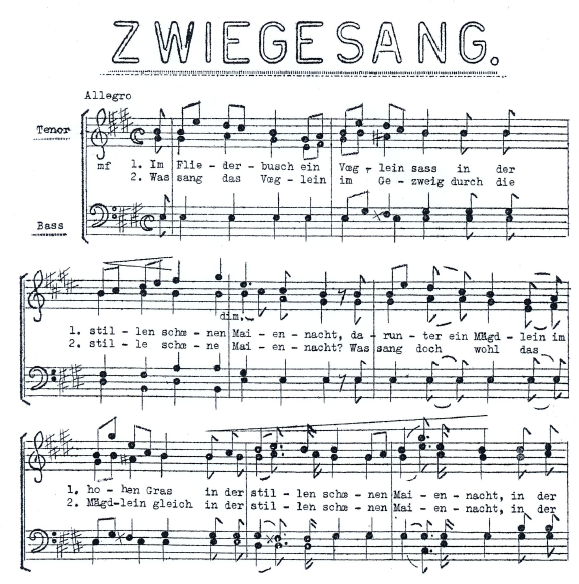 ZWIEGESANG.
Allegro
Tenor
mf 1. Im Flie - der - busch ein Vœg - lein sass in der
2. Was sang das Vœg - lein im Ge - zweig durch die
Bass
dim.
1. stil - len schœ - nen Mai - en - nacht, da - run - ter ein Mägd - lein im
2. stil - le schœ - ne Mai - en - nacht? Was sang doch wohl das
1. ho - hen Gras in der stil - len schœ - nen Mai - en - nacht, in der
2. Mägd-lein gleich in der stil - len schœ - nen Mai - en - nacht, in der